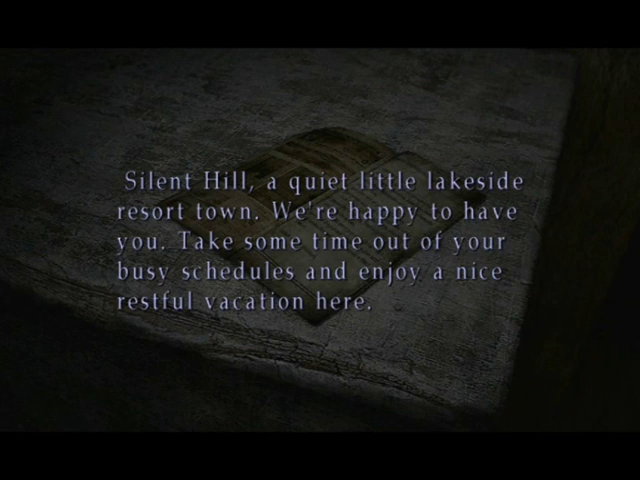 Silent Hill, a quiet little lakeside
resort town. We're happy to have
you. Take some time out of your
busy schedules and enjoy a nice
restful vacation here.